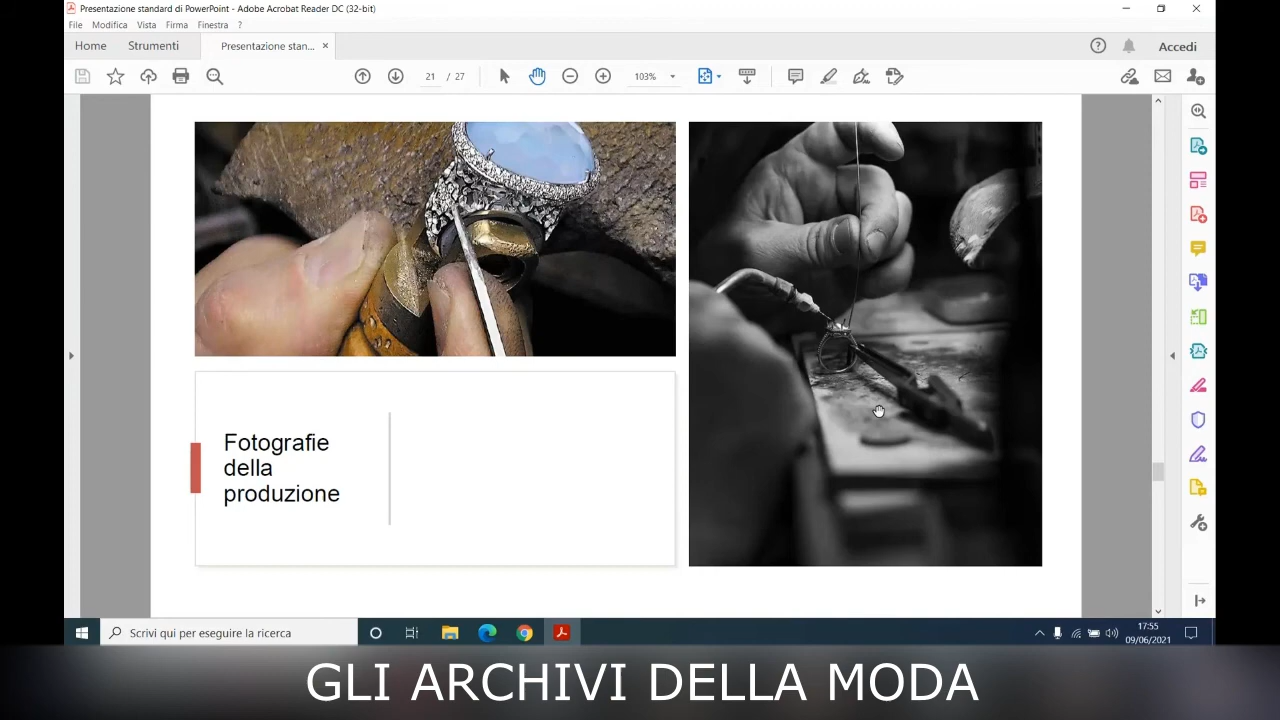 Presentazione standard di PowerPoint - Adobe Acrobat Reader DC (32-bit)
File Modifica Vista Firma Finestra ?
Home Strumenti Presentazione stan... × Accedi
21 / 27 103%
Fotografie
della
produzione
Scrivi qui per eseguire la ricerca
17:55
09/06/2021
GLI ARCHIVI DELLA MODA